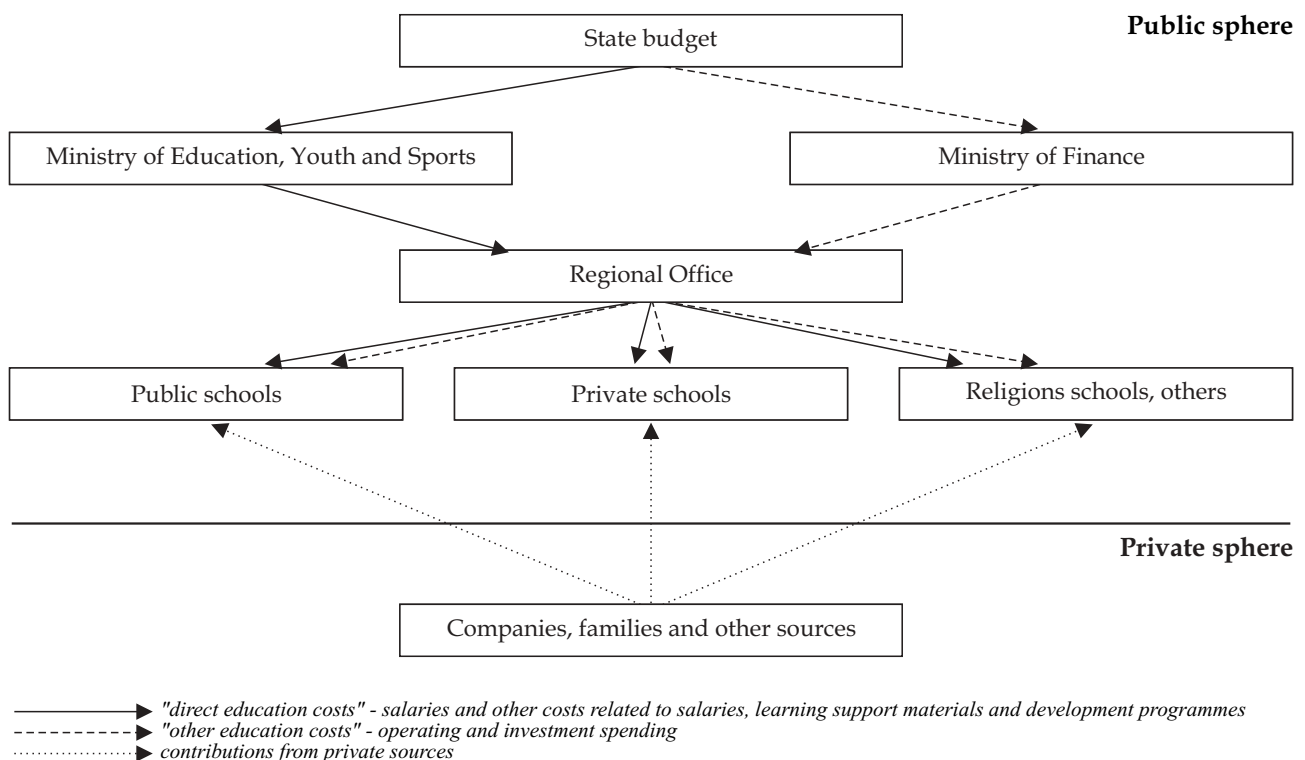 Public sphere
State budget
Ministry of Education, Youth and Sports
Ministry of Finance
Regional Office
Public schools
Private schools
Religions schools, others
Private sphere
Companies, families and other sources
"direct education costs" - salaries and other costs related to salaries, learning support materials and development programmes
"other education costs" - operating and investment spending
contributions from private sources